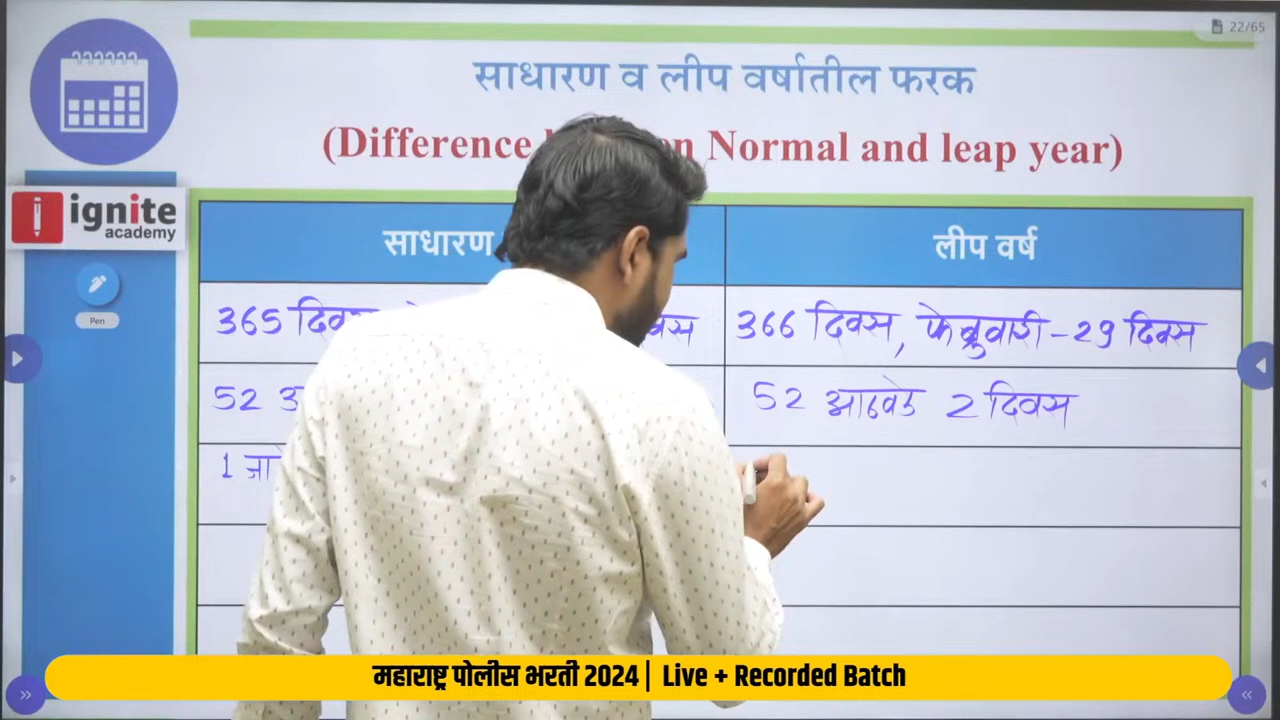 22/65
साधारण व लीप वर्षातील फरक
(Difference Normal and leap year)
ignite
academy
Pen
साधारण
लीप वर्ष
365 दिवस
366 दिवस, फेब्रुवारी-29 दिवस
52
52 आठवडे 2 दिवस
1 जाने
महाराष्ट्र पोलीस भरती 2024 | Live + Recorded Batch